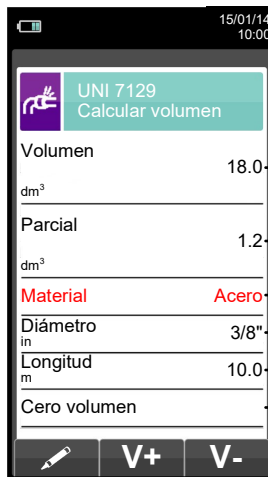 15/01/14
10:00
UNI 7129
Calcular volumen
Volumen
18.0
dm³
Parcial
1.2
dm³
Material Acero
Diámetro
in
3/8"
Longitud
m
10.0
Cero volumen
V+ V-